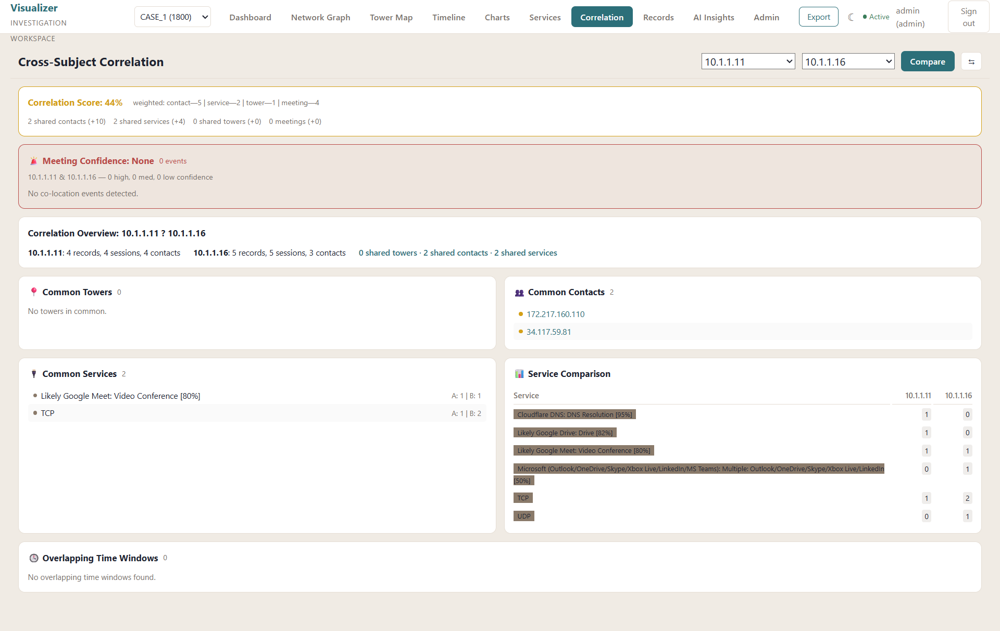 Visualizer
INVESTIGATION
WORKSPACE
CASE_1 (1800)
Dashboard
Network Graph
Tower Map
Timeline
Charts
Services
Correlation
Records
AI Insights
Admin
Export
Active
admin
(admin)
Sign
out
Cross-Subject Correlation
10.1.1.11
10.1.1.16
Compare
Correlation Score: 44% weighted: contact—5 | service—2 | tower—1 | meeting—4
2 shared contacts (+10) 2 shared services (+4) 0 shared towers (+0) 0 meetings (+0)
Meeting Confidence: None 0 events
10.1.1.11 & 10.1.1.16 — 0 high, 0 med, 0 low confidence
No co-location events detected.
Correlation Overview: 10.1.1.11 ? 10.1.1.16
10.1.1.11: 4 records, 4 sessions, 4 contacts 10.1.1.16: 5 records, 5 sessions, 3 contacts 0 shared towers · 2 shared contacts · 2 shared services
Common Towers 0
No towers in common.
Common Contacts 2
172.217.160.110
34.117.59.81
Common Services 2
Likely Google Meet: Video Conference [80%] A: 1 | B: 1
TCP A: 1 | B: 2
Service Comparison
Service 10.1.1.11 10.1.1.16
Cloudflare DNS: DNS Resolution [95%] 1 0
Likely Google Drive: Drive [82%] 1 0
Likely Google Meet: Video Conference [80%] 1 1
Microsoft (Outlook/OneDrive/Skype/Xbox Live/LinkedIn/MS Teams): Multiple: Outlook/OneDrive/Skype/Xbox Live/LinkedIn 0 1
[50%]
TCP 1 2
UDP 0 1
Overlapping Time Windows 0
No overlapping time windows found.